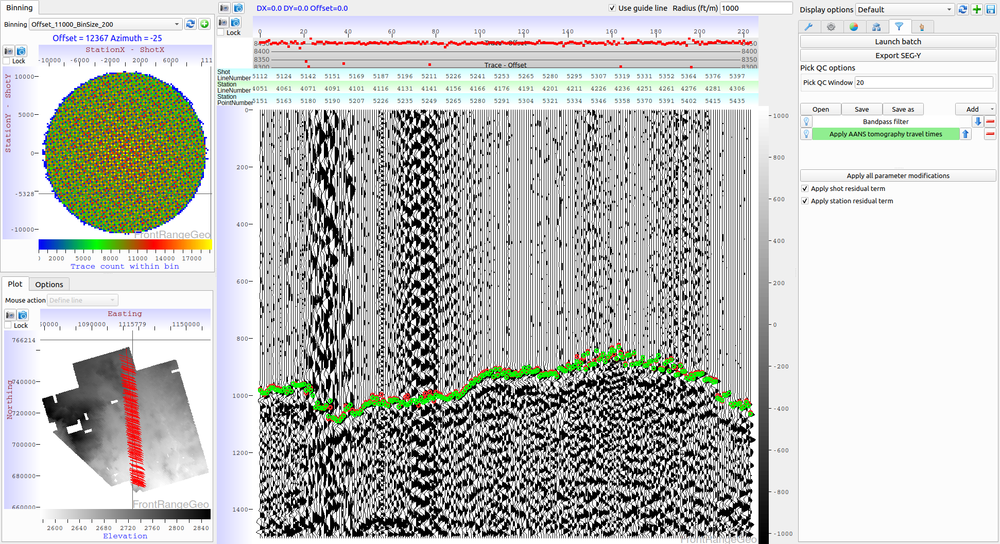 Binning
Binning Offset_11000_BinSize_200
Offset = 12367 Azimuth = -25
StationX - ShotX
Lock
-10000 -6000 -2000 2000 6000 111
StationY - ShotY
10000
5000
0
-5328
-10000
FrontRangeGeo
0 2000 5000 8000 11000 14000 17000
Trace count within bin
Plot Options
Mouse action Define line
Easting
Lock
1090000 1115779 1150000
Northing
766214
740000
720000
700000
680000
660000
FrontRangeGeo
2600 2640 2680 2720 2760 2800 2840
Elevation
DX=0.0 DY=0.0 Offset=0.0
Use guide line Radius (ft/m) 1000
Lock
0 20 40 60 80 100 120 140 160 180 200 220
8450 Trace - Offset 8450
8400 8400
8350 8350
8300 Trace - Offset 8300
Shot
LineNumber 5112 5124 5142 5151 5169 5187 5196 5211 5226 5241 5253 5265 5280 5295 5307 5319 5331 5352 5364 5376 5397
Station
LineNumber 4051 4061 4071 4091 4101 4116 4131 4141 4156 4166 4176 4191 4201 4211 4226 4236 4251 4261 4276 4281 4306
Station
PointNumber 5151 5163 5180 5190 5207 5226 5235 5249 5265 5280 5291 5304 5321 5334 5346 5358 5370 5385 5402 5415 5435
0
200
400
600
800
1000
1200
1400
FrontRangeGeo
1000
800
600
400
200
0
-200
-400
-600
-800
-1000
Display options Default
Launch batch
Export SEG-Y
Pick QC options
Pick QC Window 20
Open Save Save as Add
Bandpass filter
Apply AANS tomography travel times
Apply all parameter modifications
Apply shot residual term
Apply station residual term